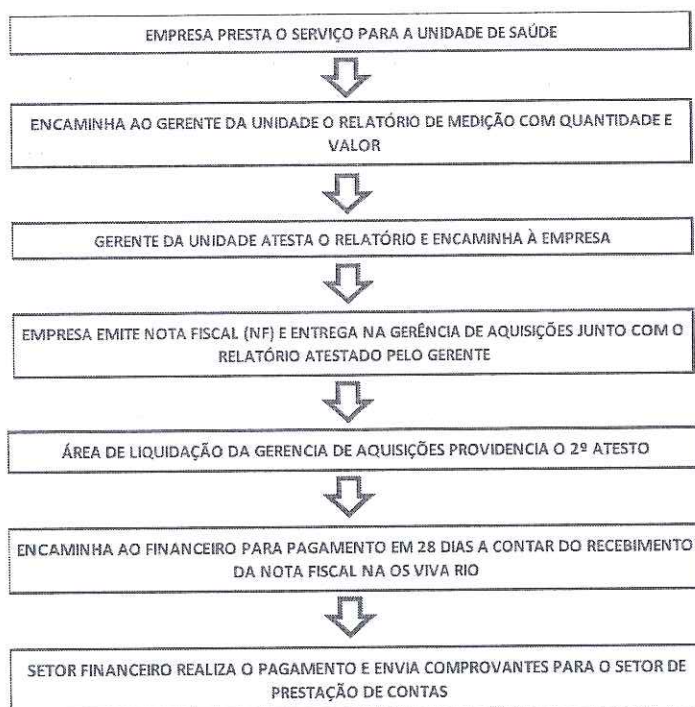 EMPRESA PRESTA O SERVIÇO PARA A UNIDADE DE SAÚDE
ENCAMINHA AO GERENTE DA UNIDADE O RELATÓRIO DE MEDIÇÃO COM QUANTIDADE E
VALOR
GERENTE DA UNIDADE ATESTA O RELATÓRIO E ENCAMINHA À EMPRESA
EMPRESA EMITE NOTA FISCAL (NF) E ENTREGA NA GERÊNCIA DE AQUISIÇÕES JUNTO COM O
RELATÓRIO ATESTADO PELO GERENTE
ÁREA DE LIQUIDAÇÃO DA GERENCIA DE AQUISIÇÕES PROVIDENCIA O 2º ATESTO
ENCAMINHA AO FINANCEIRO PARA PAGAMENTO EM 28 DIAS A CONTAR DO RECEBIMENTO
DA NOTA FISCAL NA OS VIVA RIO
SETOR FINANCEIRO REALIZA O PAGAMENTO E ENVIA COMPROVANTES PARA O SETOR DE
PRESTAÇÃO DE CONTAS